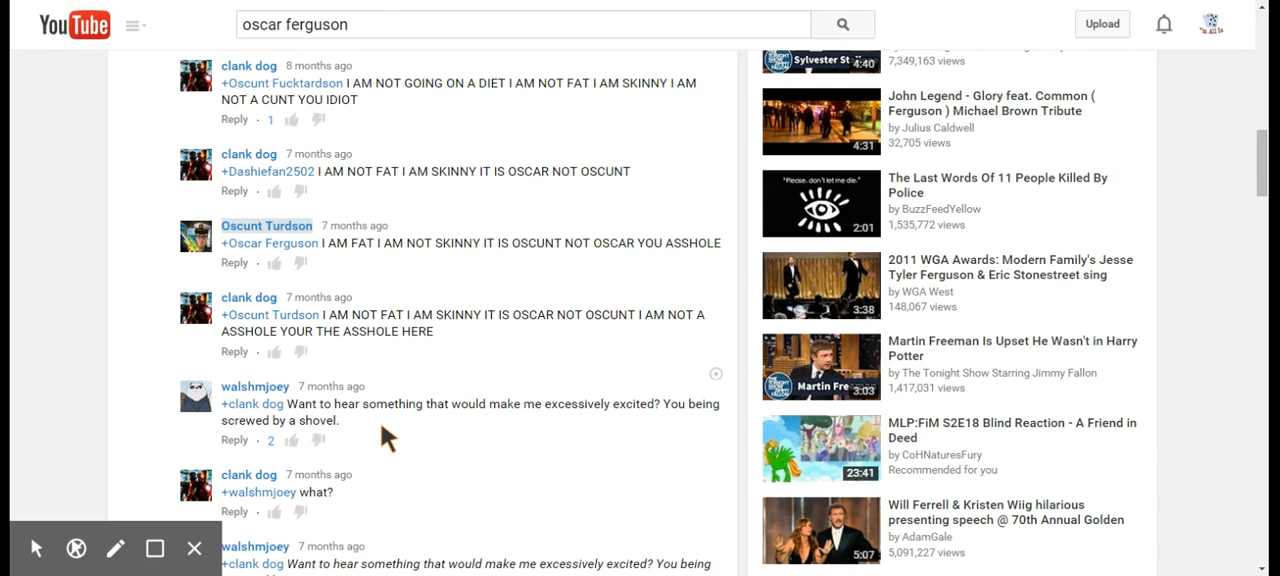 YouTube
oscar ferguson
Upload
clank dog 8 months ago
+Oscunt Fucktardson I AM NOT GOING ON A DIET I AM NOT FAT I AM SKINNY I AM
NOT A CUNT YOU IDIOT
Reply · 1
clank dog 7 months ago
+Dashiefan2502 I AM NOT FAT I AM SKINNY IT IS OSCAR NOT OSCUNT
Reply ·
Oscunt Turdson 7 months ago
+Oscar Ferguson I AM FAT I AM NOT SKINNY IT IS OSCUNT NOT OSCAR YOU ASSHOLE
Reply ·
clank dog 7 months ago
+Oscunt Turdson I AM NOT FAT I AM SKINNY IT IS OSCAR NOT OSCUNT I AM NOT A
ASSHOLE YOUR THE ASSHOLE HERE
Reply ·
walshmjoey 7 months ago
+clank dog Want to hear something that would make me excessively excited? You being
screwed by a shovel.
Reply · 2
clank dog 7 months ago
+walshmjoey what?
Reply ·
walshmjoey 7 months ago
+clank dog Want to hear something that would make me excessively excited? You being
Sylvester St
4:40
7,349,163 views
John Legend - Glory feat. Common (
Ferguson ) Michael Brown Tribute
by Julius Caldwell
32,705 views
4:31
The Last Words Of 11 People Killed By
Police
by BuzzFeedYellow
1,535,772 views
"Please, don't let me die."
2:01
2011 WGA Awards: Modern Family's Jesse
Tyler Ferguson & Eric Stonestreet sing
by WGA West
148,067 views
3:38
Martin Freeman Is Upset He Wasn't in Harry
Potter
by The Tonight Show Starring Jimmy Fallon
1,417,031 views
Martin Fre
3:03
MLP:FiM S2E18 Blind Reaction - A Friend in
Deed
by CoHNaturesFury
Recommended for you
23:41
Will Ferrell & Kristen Wiig hilarious
presenting speech @ 70th Annual Golden
by AdamGale
5,091,227 views
5:07